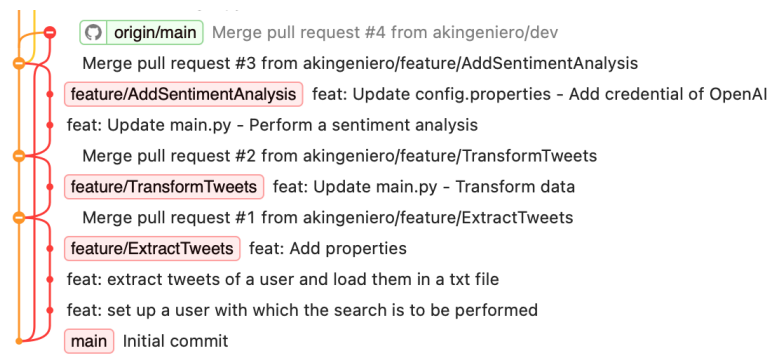 origin/main Merge pull request #4 from akingeniero/dev
Merge pull request #3 from akingeniero/feature/AddSentimentAnalysis
feature/AddSentimentAnalysis feat: Update config.properties - Add credential of OpenAI
feat: Update main.py - Perform a sentiment analysis
Merge pull request #2 from akingeniero/feature/TransformTweets
feature/TransformTweets feat: Update main.py - Transform data
Merge pull request #1 from akingeniero/feature/ExtractTweets
feature/ExtractTweets feat: Add properties
feat: extract tweets of a user and load them in a txt file
feat: set up a user with which the search is to be performed
main Initial commit